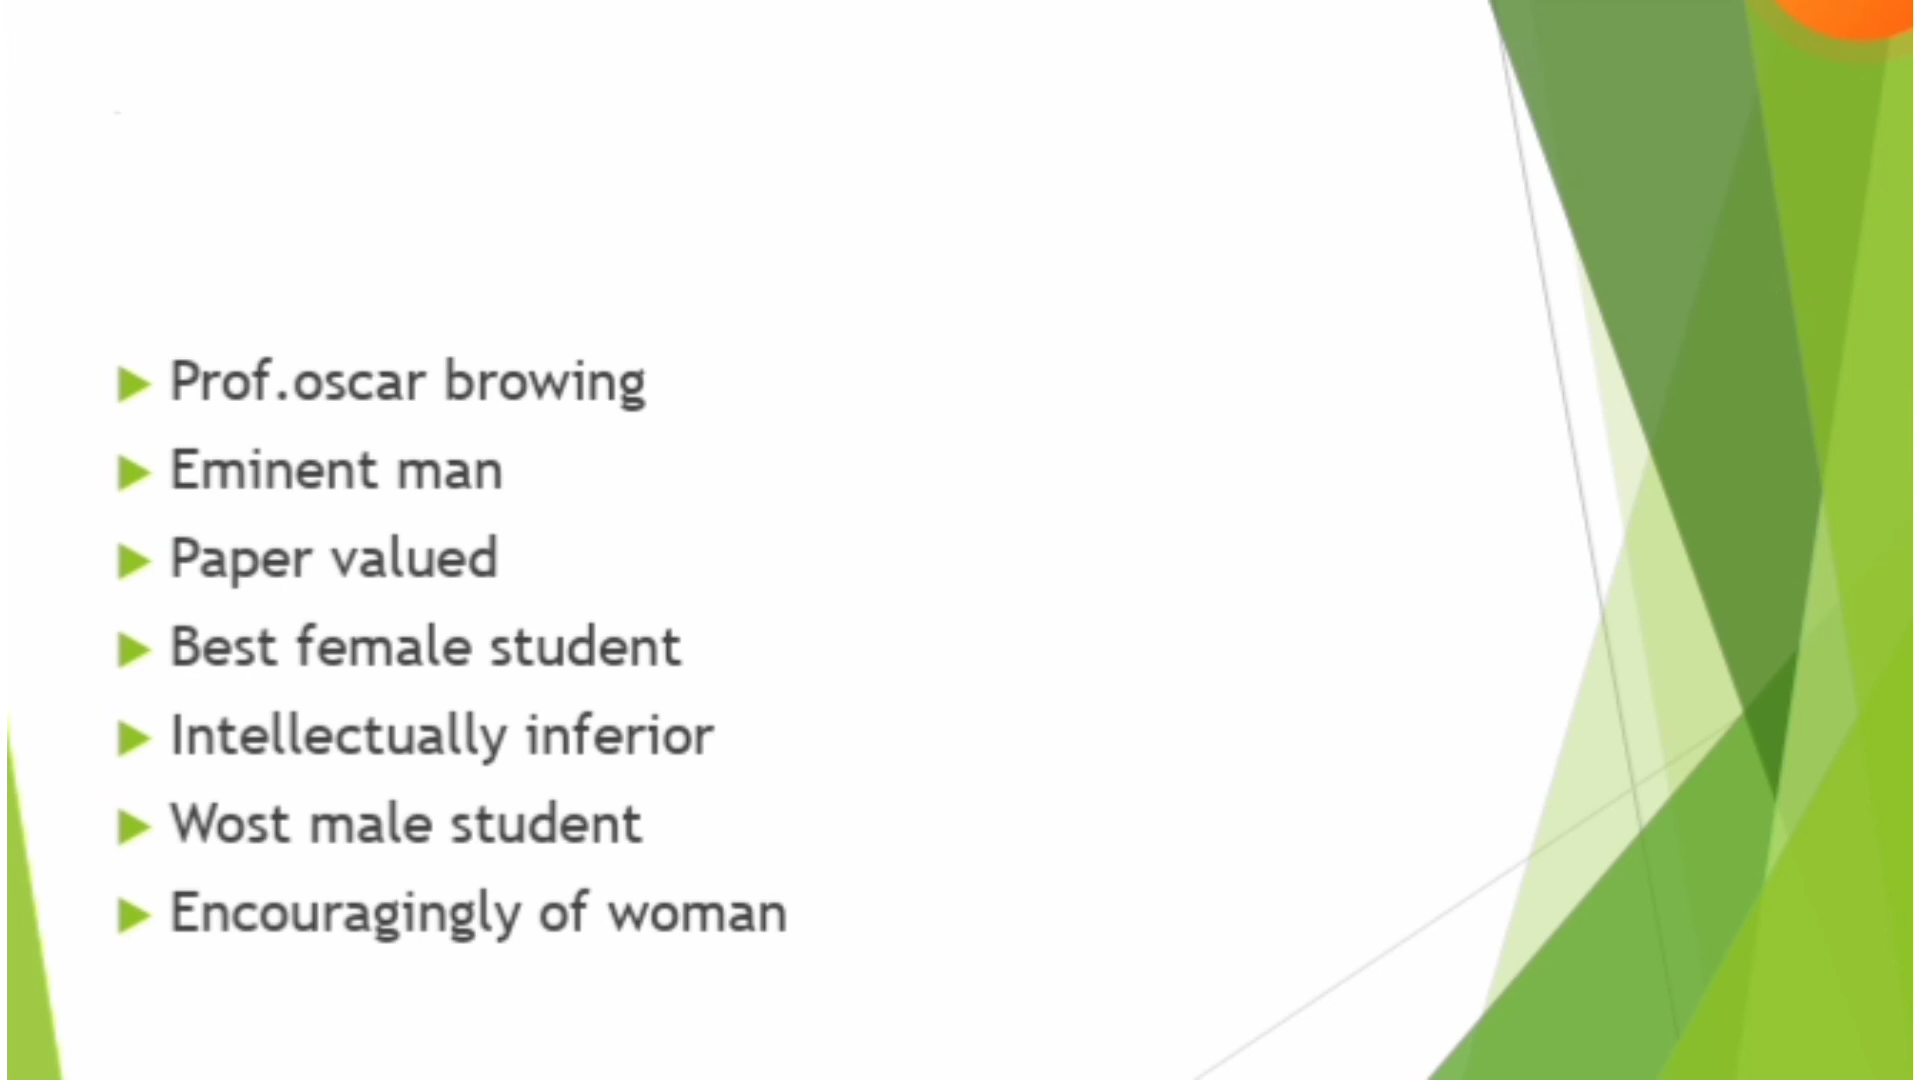 Prof.oscar browing
Eminent man
Paper valued
Best female student
Intellectually inferior
Wost male student
Encouragingly of woman